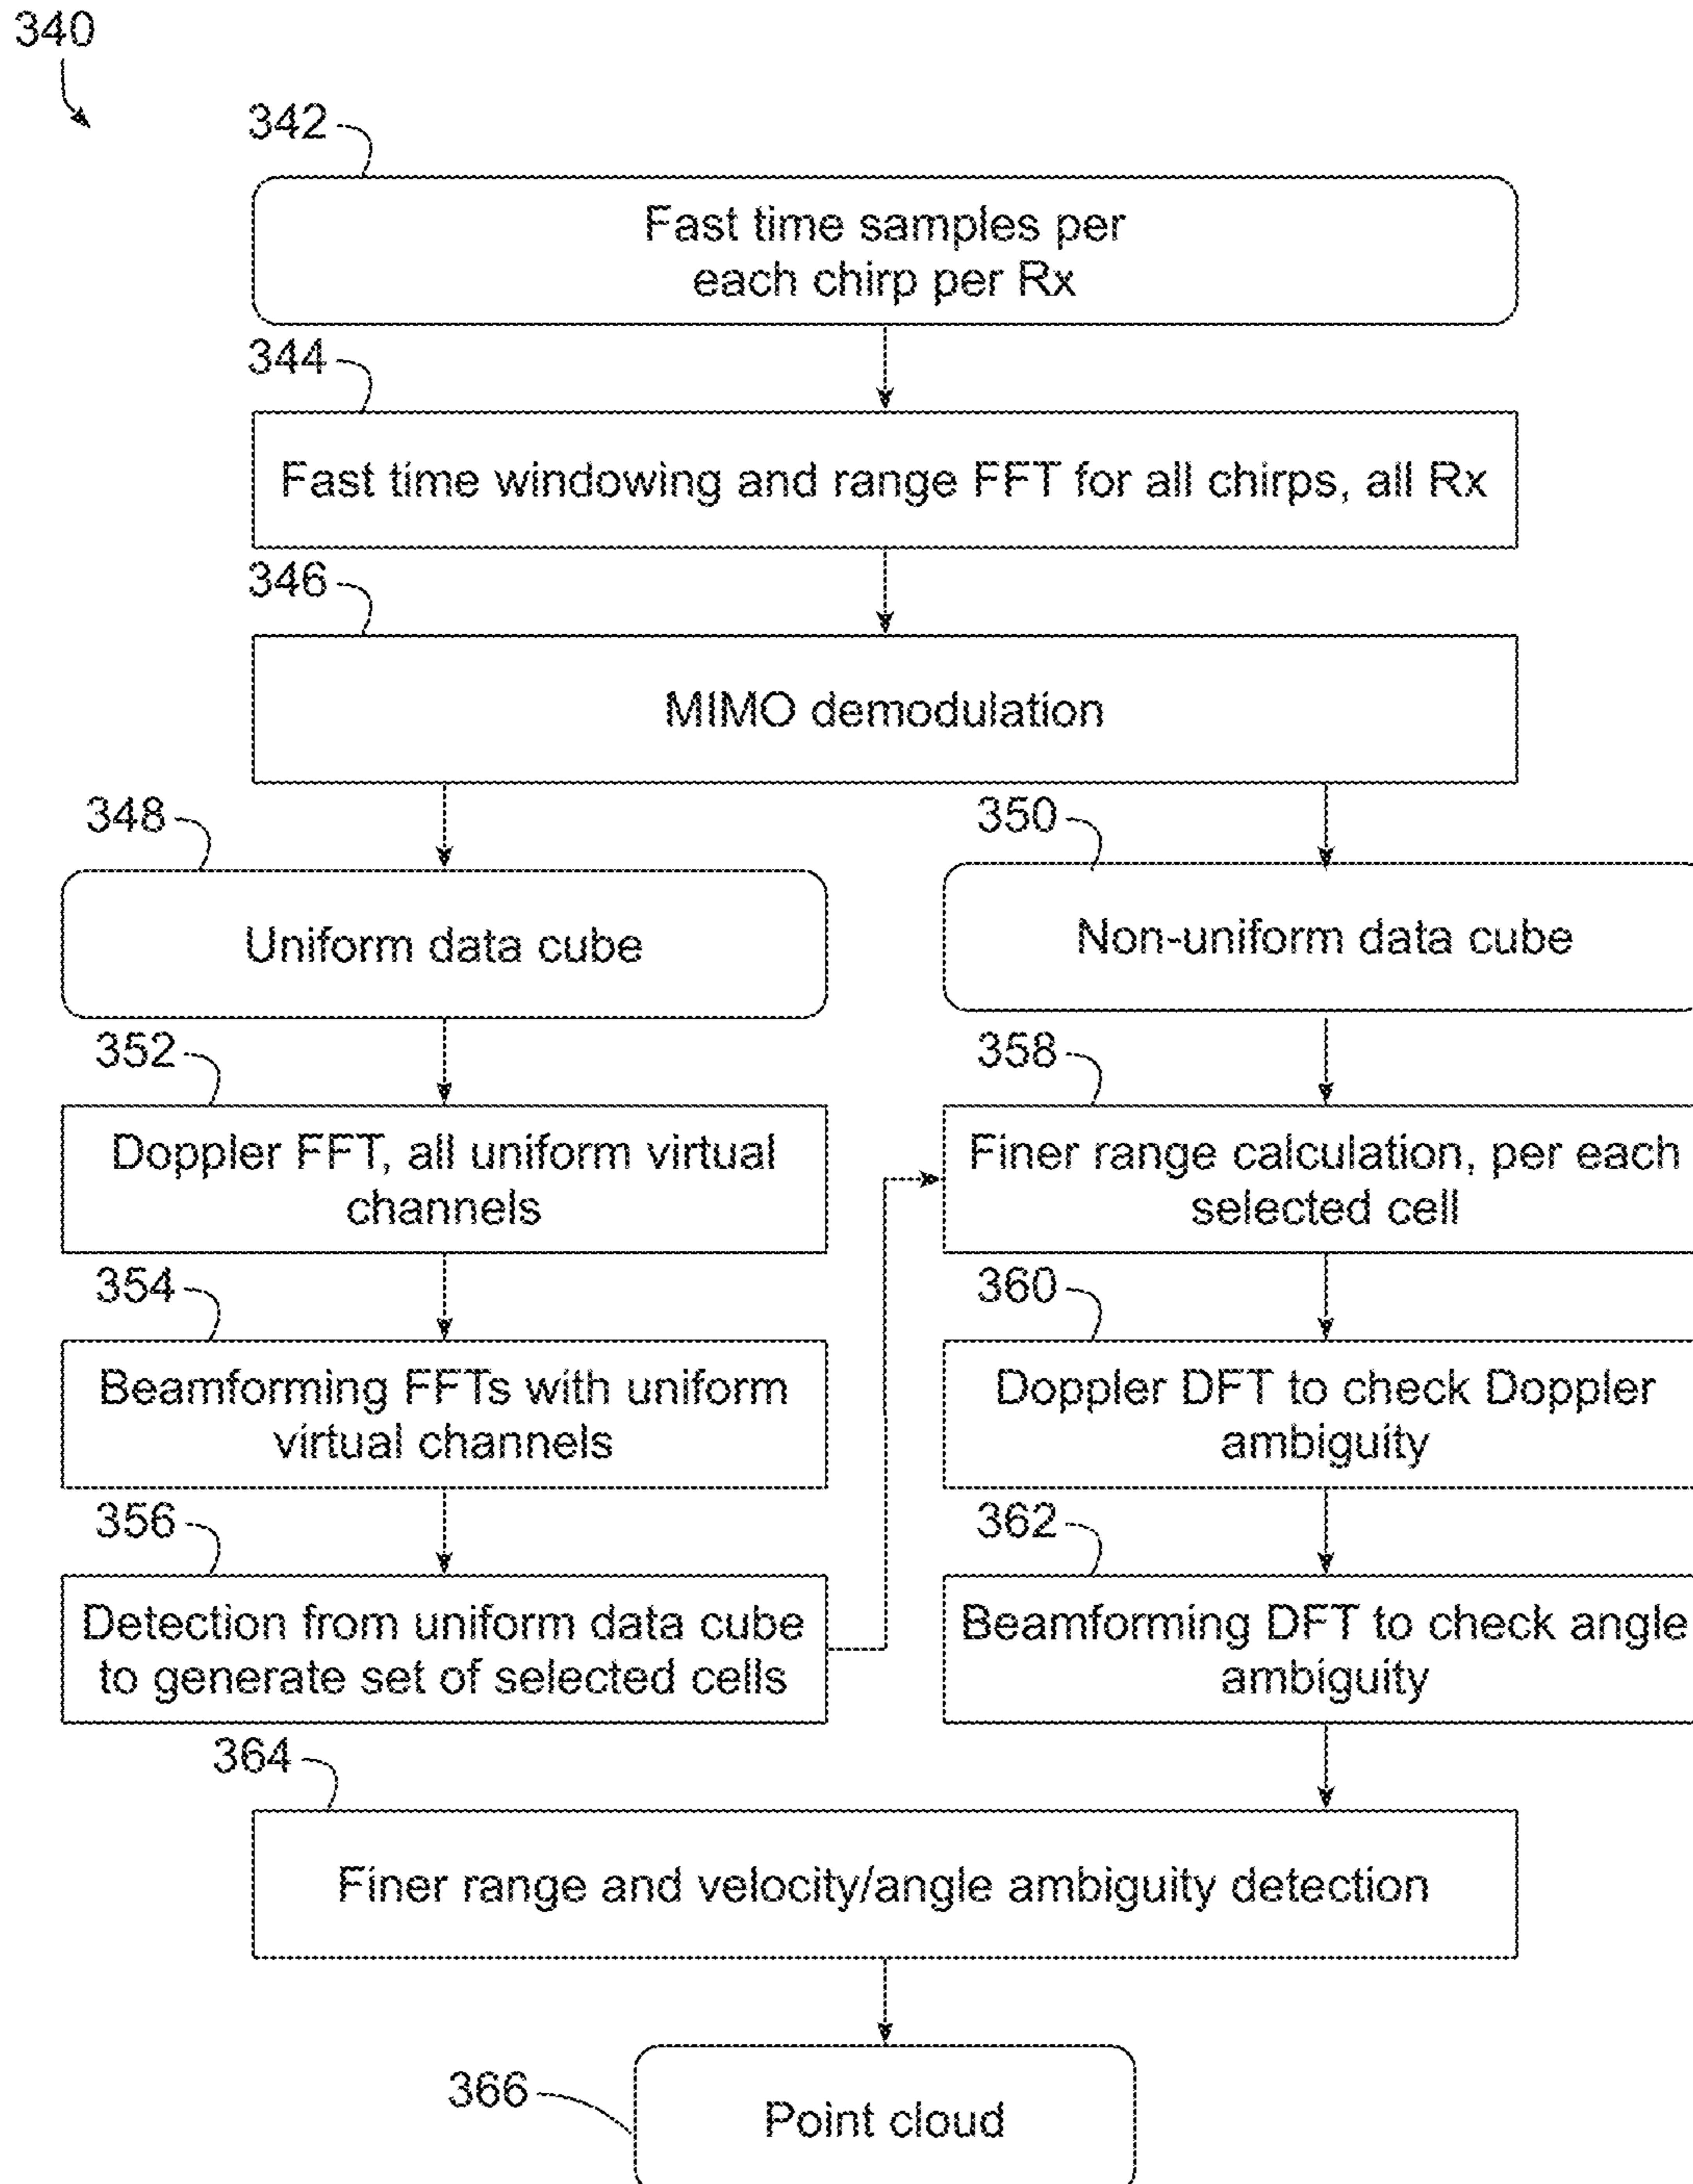 340
342
Fast time samples per
each chirp per Rx
344
Fast time windowing and range FFT for all chirps, all Rx
346
MIMO demodulation
348
Uniform data cube
350
Non-uniform data cube
352
Doppler FFT, all uniform virtual
channels
354
Beamforming FFTs with uniform
virtual channels
356
Detection from uniform data cube
to generate set of selected cells
358
Finer range calculation, per each
selected cell
360
Doppler DFT to check Doppler
ambiguity
362
Beamforming DFT to check angle
ambiguity
364
Finer range and velocity/angle ambiguity detection
366
Point cloud